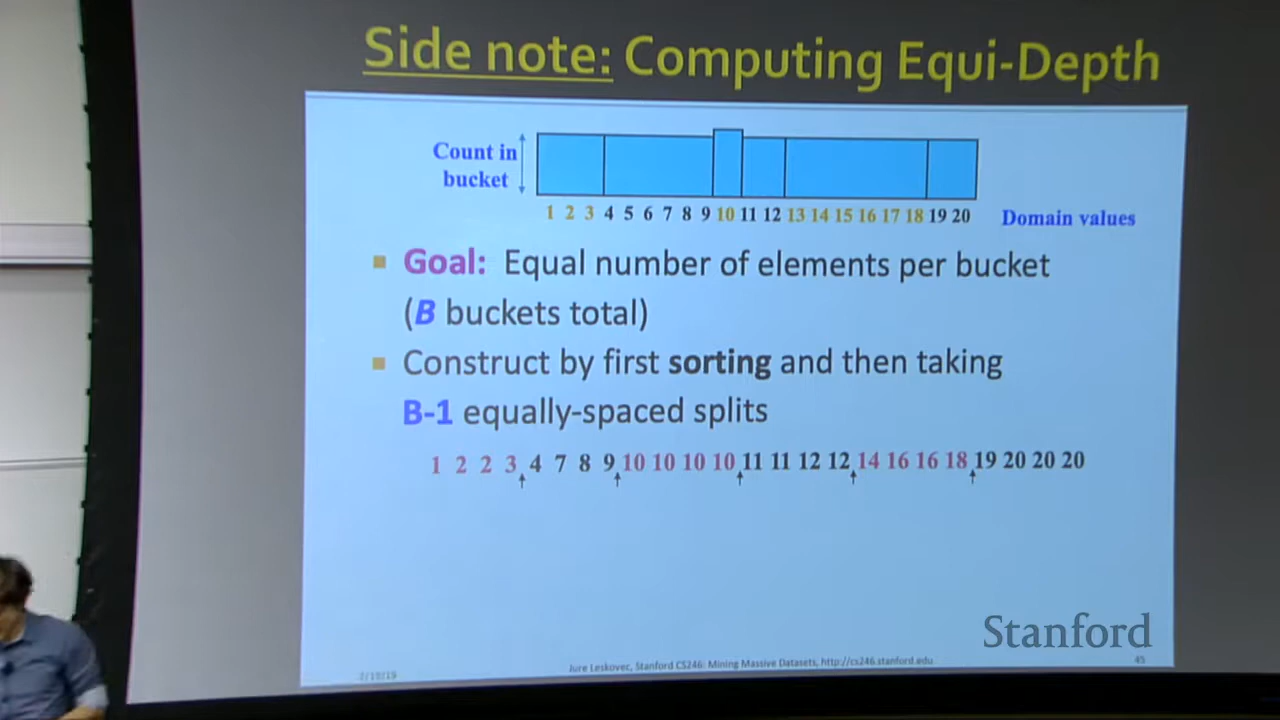 Side note: Computing Equi-Depth
Count in
bucket
1 2 3 4 5 6 7 8 9 10 11 12 13 14 15 16 17 18 19 20
Domain values
Goal: Equal number of elements per bucket
(B buckets total)
Construct by first sorting and then taking
B-1 equally-spaced splits
1 2 2 3 4 7 8 9 10 10 10 10 11 11 12 12 14 16 16 18 19 20 20 20
Stanford
2/18/19
Jure Leskovec, Stanford CS246: Mining Massive Datasets, http://cs246.stanford.edu
45